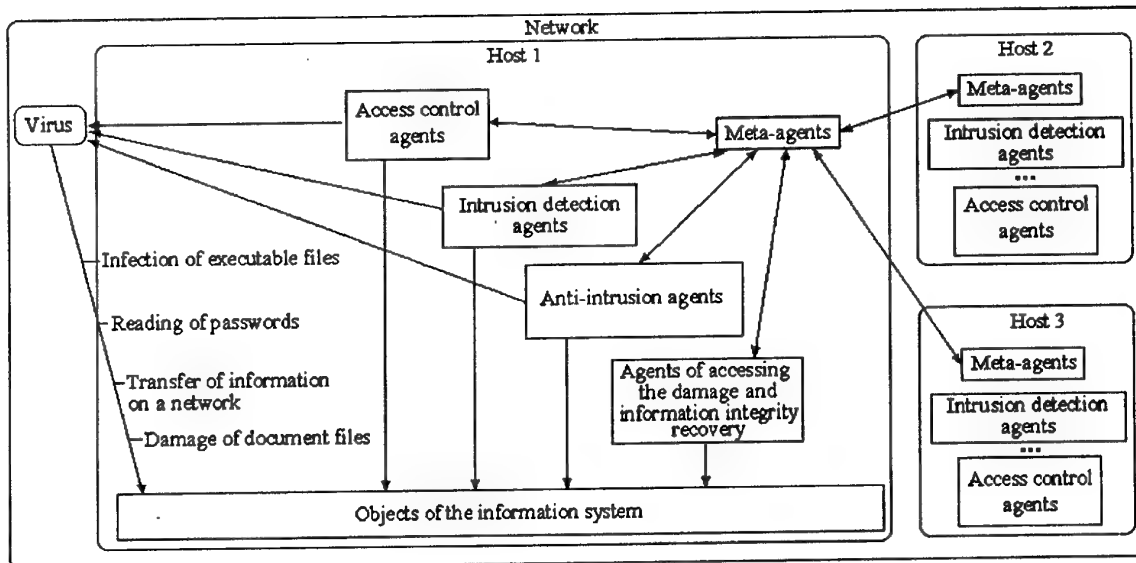 Network
Host 1
Virus
Access control
agents
Meta-agents
Intrusion detection
agents
Infection of executable files
Anti-intrusion agents
Reading of passwords
Transfer of information
on a network
Damage of document files
Agents of accessing
the damage and
information integrity
recovery
Objects of the information system
Host 2
Meta-agents
Intrusion detection
agents
...
Access control
agents
Host 3
Meta-agents
Intrusion detection
agents
...
Access control
agents